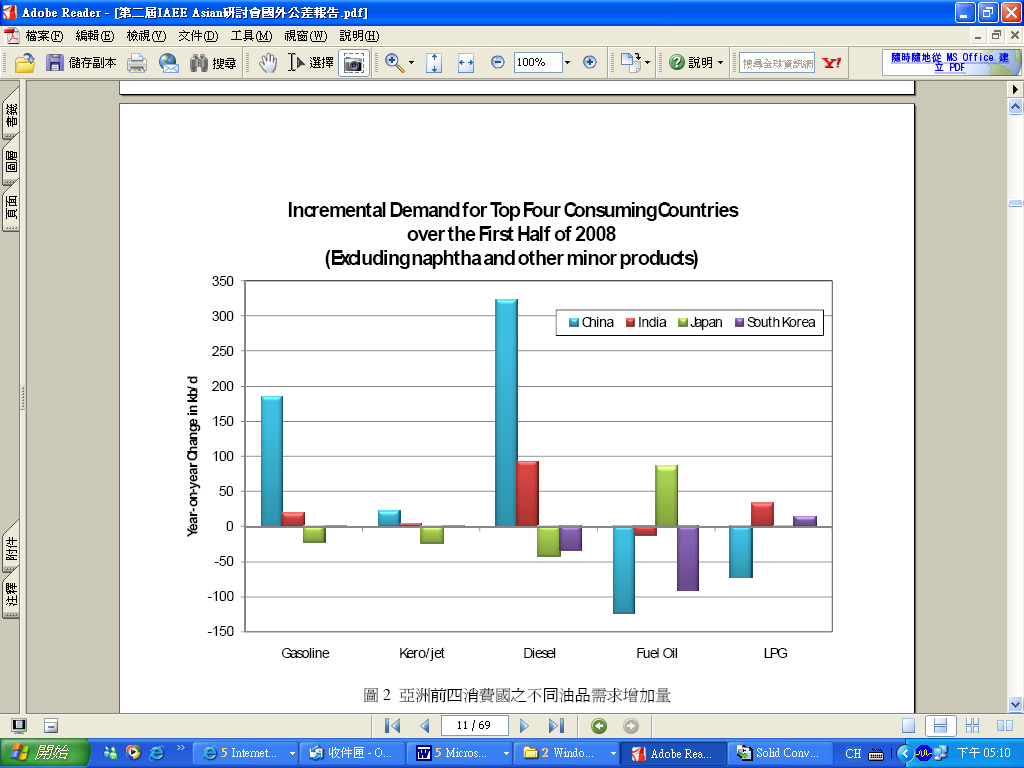 Adobe Reader - [第二屆IAEE Asian研討會國外公差報告.pdf]
檔案(F) 編輯(E) 檢視(V) 文件(D) 工具(M) 視窗(W) 說明(H)
儲存副本 搜尋 選擇 100% 說明 搜尋全球資訊網 Y!
隨時隨地從 MS Office 建
立 PDF
書籤
圖層
頁面
附件
注釋
Incremental Demand for Top Four Consuming Countries
over the First Half of 2008
(Excluding naphtha and other minor products)
Year-on-year Change in kb/d
350
300
250
200
150
100
50
0
-50
-100
-150
China India Japan South Korea
Gasoline Kero/jet Diesel Fuel Oil LPG
圖 2 亞洲前四消費國之不同油品需求增加量
11 / 69
開始 5 Internet... 收件匣 - O... 5 Micros... 2 Windo... Adobe Rea... Solid Conv... CH 下午 05:10